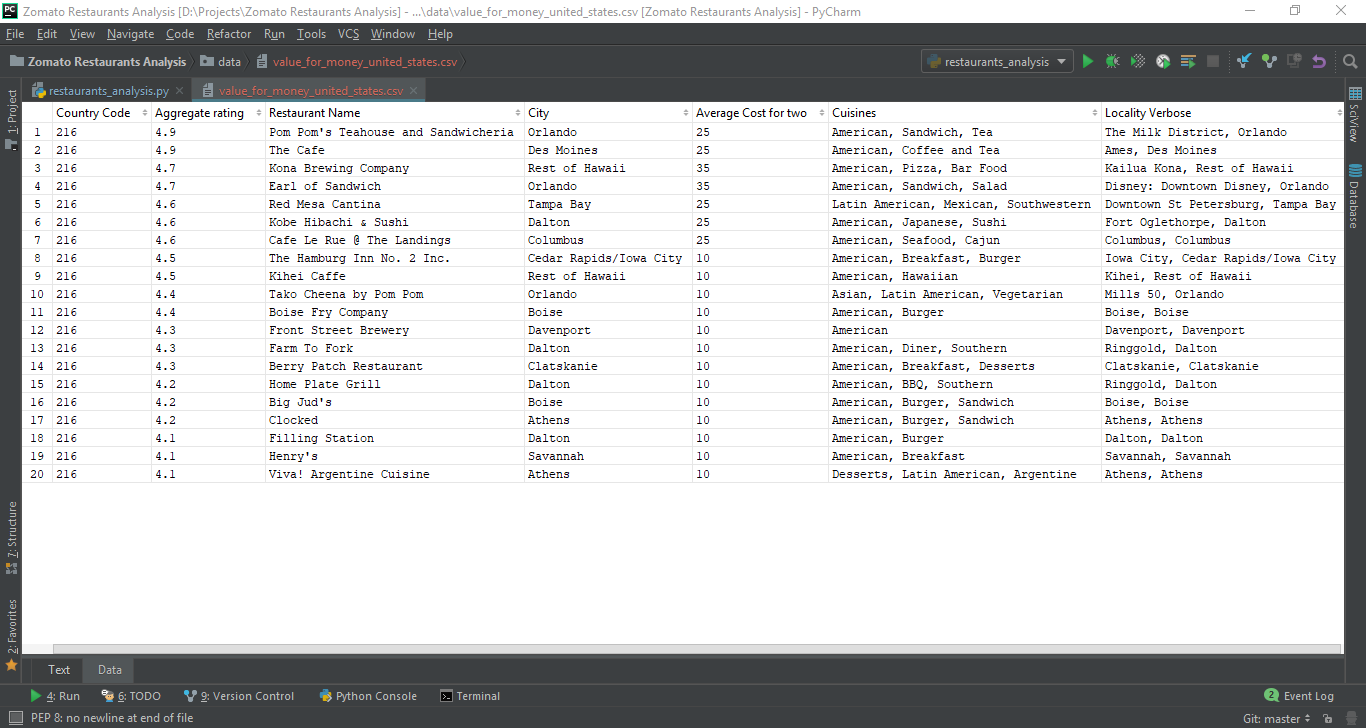 Zomato Restaurants Analysis [D:\Projects\Zomato Restaurants Analysis] - ...\data\value_for_money_united_states.csv [Zomato Restaurants Analysis] - PyCharm
File Edit View Navigate Code Refactor Run Tools VCS Window Help
Zomato Restaurants Analysis data value_for_money_united_states.csv restaurants_analysis
restaurants_analysis.py value_for_money_united_states.csv
Country Code Aggregate rating Restaurant Name City Average Cost for two Cuisines Locality Verbose
1 216 4.9 Pom Pom's Teahouse and Sandwicheria Orlando 25 American, Sandwich, Tea The Milk District, Orlando
2 216 4.9 The Cafe Des Moines 25 American, Coffee and Tea Ames, Des Moines
3 216 4.7 Kona Brewing Company Rest of Hawaii 35 American, Pizza, Bar Food Kailua Kona, Rest of Hawaii
4 216 4.7 Earl of Sandwich Orlando 35 American, Sandwich, Salad Disney: Downtown Disney, Orlando
5 216 4.6 Red Mesa Cantina Tampa Bay 25 Latin American, Mexican, Southwestern Downtown St Petersburg, Tampa Bay
6 216 4.6 Kobe Hibachi & Sushi Dalton 25 American, Japanese, Sushi Fort Oglethorpe, Dalton
7 216 4.6 Cafe Le Rue @ The Landings Columbus 25 American, Seafood, Cajun Columbus, Columbus
8 216 4.5 The Hamburg Inn No. 2 Inc. Cedar Rapids/Iowa City 10 American, Breakfast, Burger Iowa City, Cedar Rapids/Iowa City
9 216 4.5 Kihei Caffe Rest of Hawaii 10 American, Hawaiian Kihei, Rest of Hawaii
10 216 4.4 Tako Cheena by Pom Pom Orlando 10 Asian, Latin American, Vegetarian Mills 50, Orlando
11 216 4.4 Boise Fry Company Boise 10 American, Burger Boise, Boise
12 216 4.3 Front Street Brewery Davenport 10 American Davenport, Davenport
13 216 4.3 Farm To Fork Dalton 10 American, Diner, Southern Ringgold, Dalton
14 216 4.3 Berry Patch Restaurant Clatskanie 10 American, Breakfast, Desserts Clatskanie, Clatskanie
15 216 4.2 Home Plate Grill Dalton 10 American, BBQ, Southern Ringgold, Dalton
16 216 4.2 Big Jud's Boise 10 American, Burger, Sandwich Boise, Boise
17 216 4.2 Clocked Athens 10 American, Burger, Sandwich Athens, Athens
18 216 4.1 Filling Station Dalton 10 American, Burger Dalton, Dalton
19 216 4.1 Henry's Savannah 10 American, Breakfast Savannah, Savannah
20 216 4.1 Viva! Argentine Cuisine Athens 10 Desserts, Latin American, Argentine Athens, Athens
1: Project
7: Structure
2: Favorites
SciView
Database
Text Data
4: Run 6: TODO 9: Version Control Python Console Terminal 2 Event Log
PEP 8: no newline at end of file Git: master